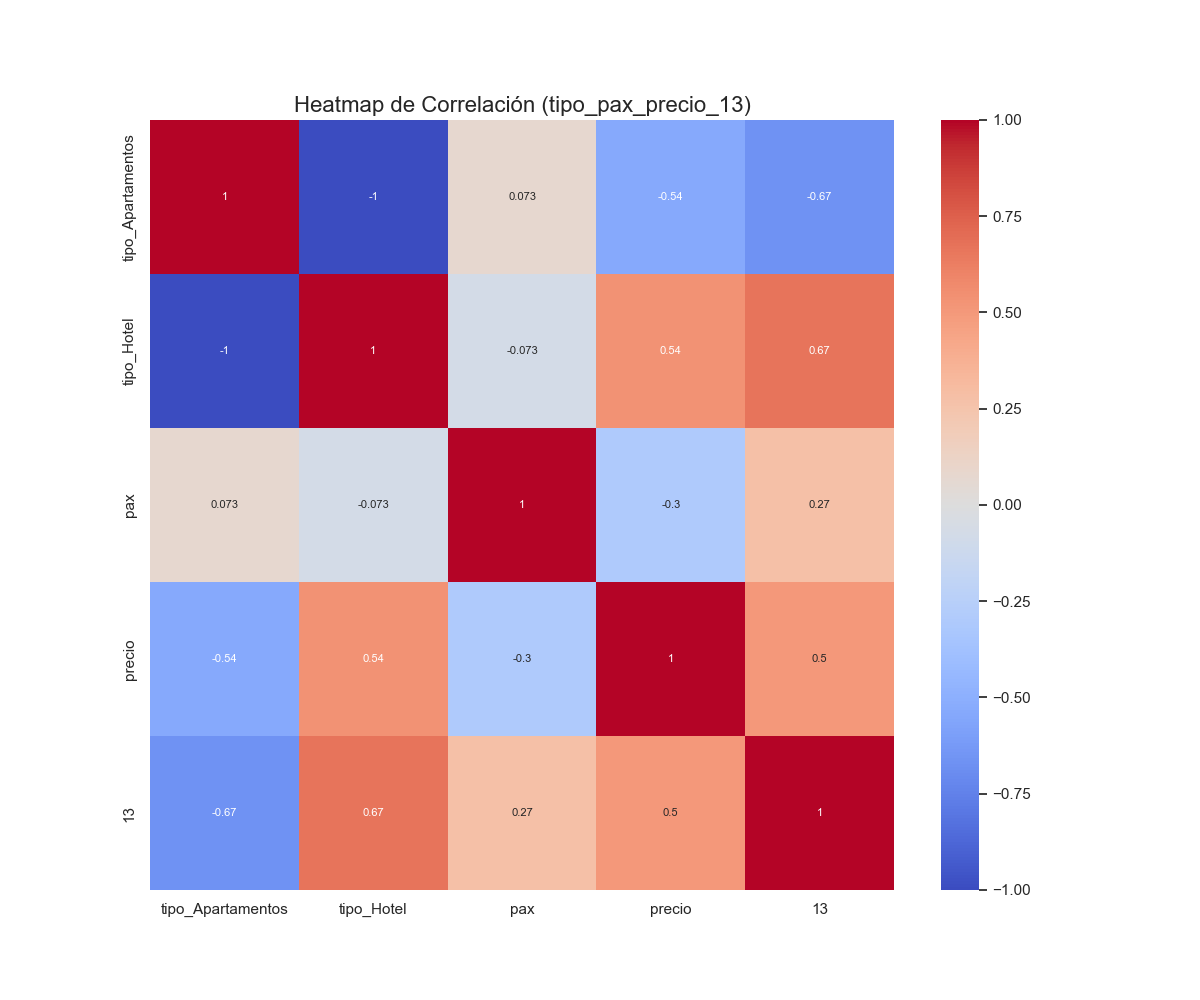 Heatmap de Correlación (tipo_pax_precio_13)
tipo_Apartamentos 1 -1 0.073 -0.54 -0.67
tipo_Hotel -1 1 -0.073 0.54 0.67
pax 0.073 -0.073 1 -0.3 0.27
precio -0.54 0.54 -0.3 1 0.5
13 -0.67 0.67 0.27 0.5 1
tipo_Apartamentos tipo_Hotel pax precio 13
1.00
0.75
0.50
0.25
0.00
−0.25
−0.50
−0.75
−1.00